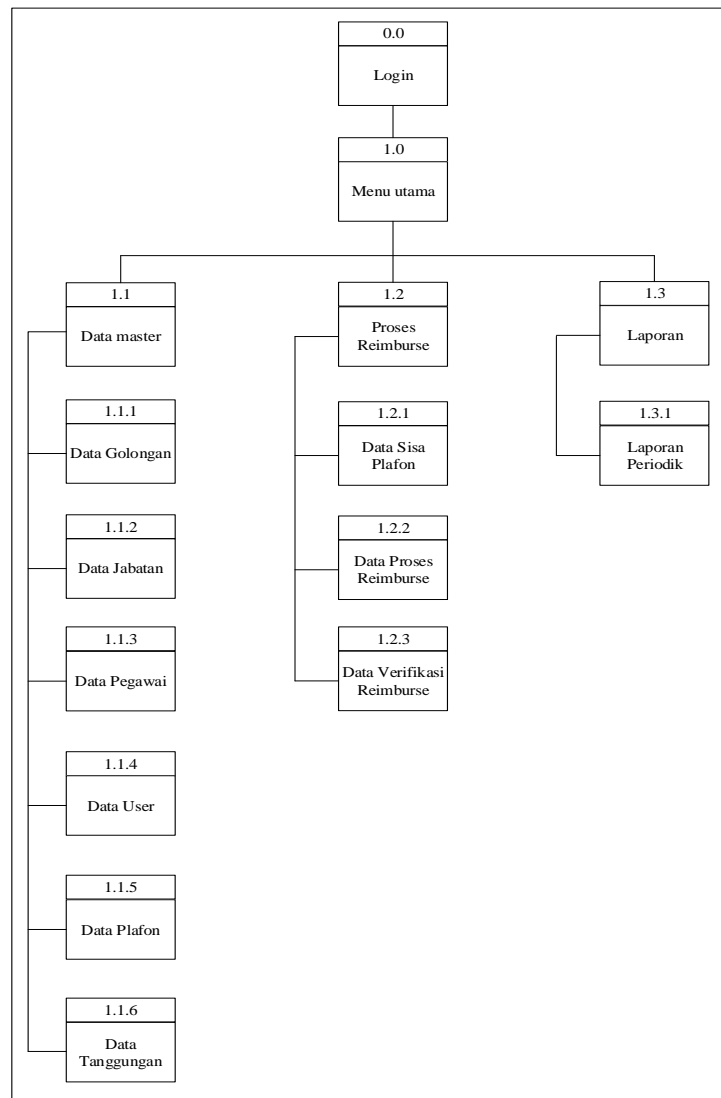 0.0
Login
1.0
Menu utama
1.1
Data master
1.1.1
Data Golongan
1.1.2
Data Jabatan
1.1.3
Data Pegawai
1.1.4
Data User
1.1.5
Data Plafon
1.1.6
Data
Tanggungan
1.2
Proses
Reimburse
1.2.1
Data Sisa
Plafon
1.2.2
Data Proses
Reimburse
1.2.3
Data Verifikasi
Reimburse
1.3
Laporan
1.3.1
Laporan
Periodik